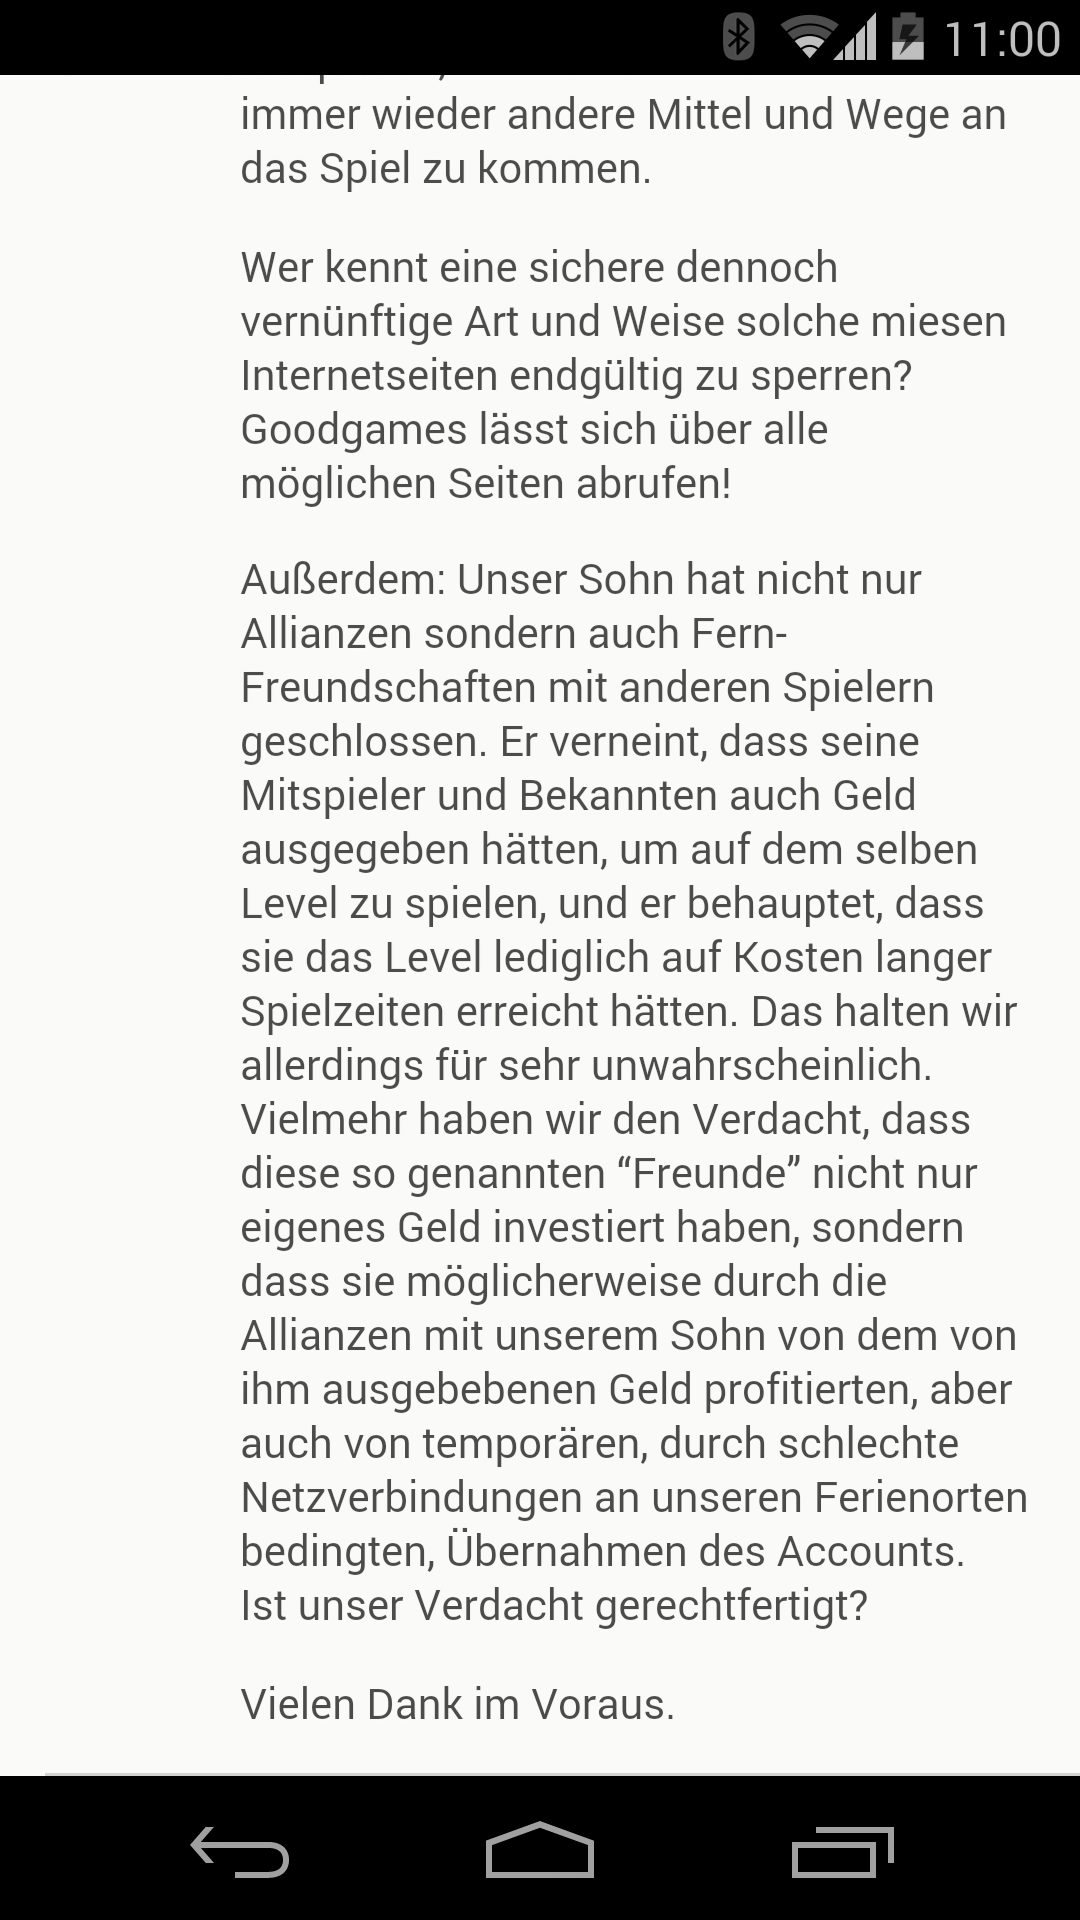 11:00
immer wieder andere Mittel und Wege an
das Spiel zu kommen.
Wer kennt eine sichere dennoch
vernünftige Art und Weise solche miesen
Internetseiten endgültig zu sperren?
Goodgames lässt sich über alle
möglichen Seiten abrufen!
Außerdem: Unser Sohn hat nicht nur
Allianzen sondern auch Fern-
Freundschaften mit anderen Spielern
geschlossen. Er verneint, dass seine
Mitspieler und Bekannten auch Geld
ausgegeben hätten, um auf dem selben
Level zu spielen, und er behauptet, dass
sie das Level lediglich auf Kosten langer
Spielzeiten erreicht hätten. Das halten wir
allerdings für sehr unwahrscheinlich.
Vielmehr haben wir den Verdacht, dass
diese so genannten “Freunde” nicht nur
eigenes Geld investiert haben, sondern
dass sie möglicherweise durch die
Allianzen mit unserem Sohn von dem von
ihm ausgebebenen Geld profitierten, aber
auch von temporären, durch schlechte
Netzverbindungen an unseren Ferienorten
bedingten, Übernahmen des Accounts.
Ist unser Verdacht gerechtfertigt?
Vielen Dank im Voraus.